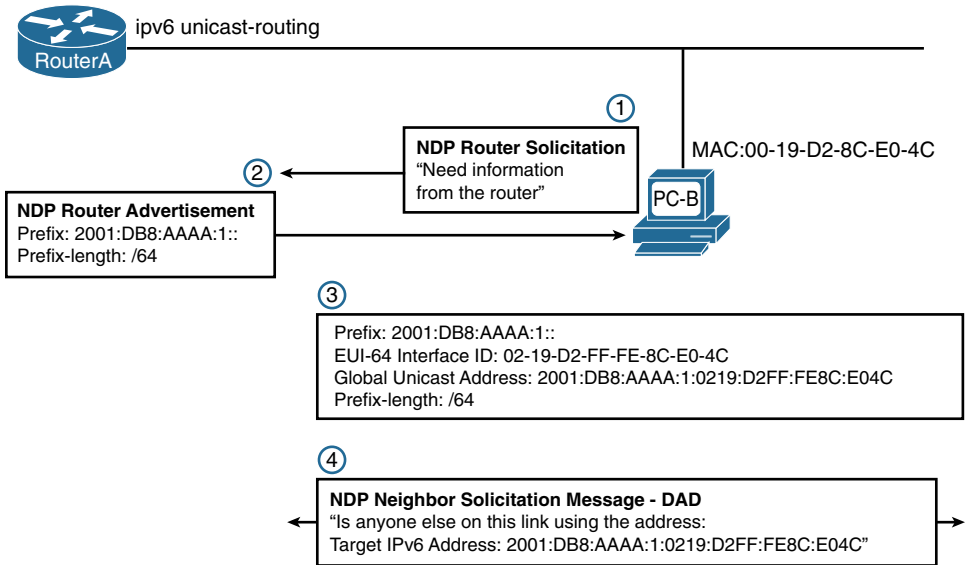 ipv6 unicast-routing
RouterA
1
NDP Router Solicitation
“Need information
from the router”
MAC:00-19-D2-8C-E0-4C
PC-B
2
NDP Router Advertisement
Prefix: 2001:DB8:AAAA:1::
Prefix-length: /64
3
Prefix: 2001:DB8:AAAA:1::
EUI-64 Interface ID: 02-19-D2-FF-FE-8C-E0-4C
Global Unicast Address: 2001:DB8:AAAA:1:0219:D2FF:FE8C:E04C
Prefix-length: /64
4
NDP Neighbor Solicitation Message - DAD
“Is anyone else on this link using the address:
Target IPv6 Address: 2001:DB8:AAAA:1:0219:D2FF:FE8C:E04C”